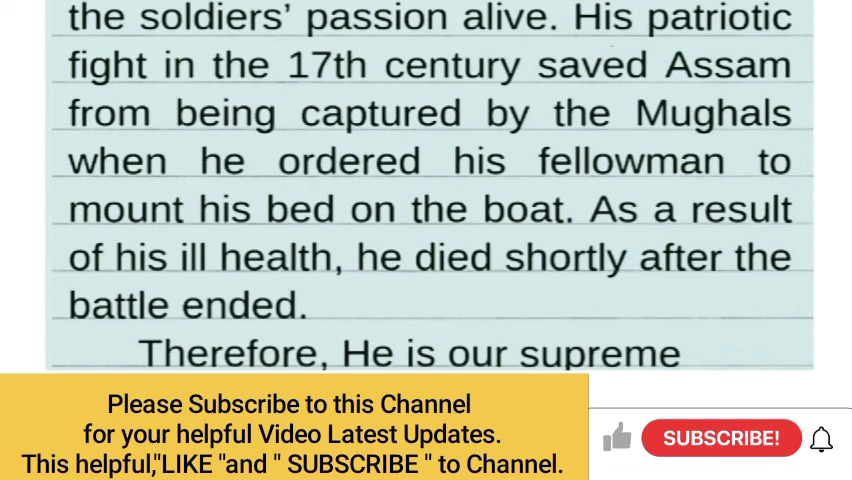 the soldiers’ passion alive. His patriotic
fight in the 17th century saved Assam
from being captured by the Mughals
when he ordered his fellowman to
mount his bed on the boat. As a result
of his ill health, he died shortly after the
battle ended.
Therefore, He is our supreme
Please Subscribe to this Channel
for your helpful Video Latest Updates.
This helpful,"LIKE "and " SUBSCRIBE " to Channel.
SUBSCRIBE!